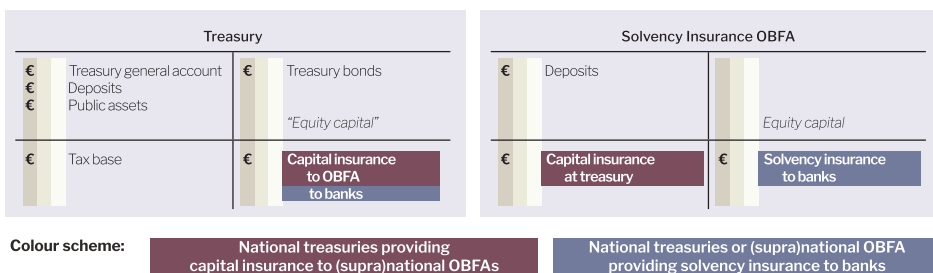 Treasury
€ Treasury general account
€ Deposits
€ Public assets
€ Treasury bonds
“Equity capital”
€ Tax base
€ Capital insurance
to OBFA
to banks
Solvency Insurance OBFA
€ Deposits
Equity capital
€ Capital insurance
at treasury
€ Solvency insurance
to banks
Colour scheme:
National treasuries providing
capital insurance to (supra)national OBFAs
National treasuries or (supra)national OBFA
providing solvency insurance to banks